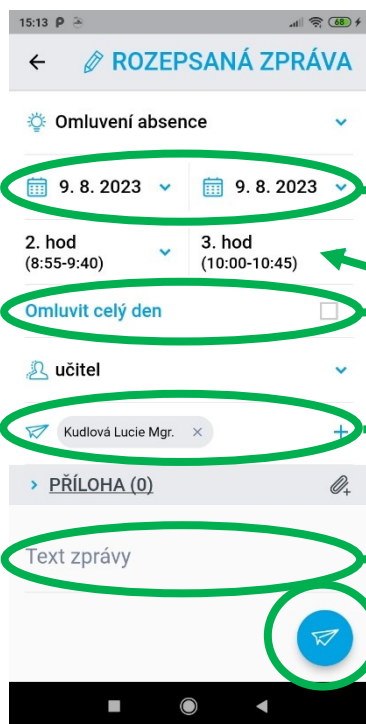 15:13 P 68
ROZEPSANÁ ZPRÁVA
Omluvení absence
9. 8. 2023 9. 8. 2023
2. hod 3. hod
(8:55-9:40) (10:00-10:45)
Omluvit celý den
učitel
Kudlová Lucie Mgr. ×
PŘÍLOHA (0)
Text zprávy